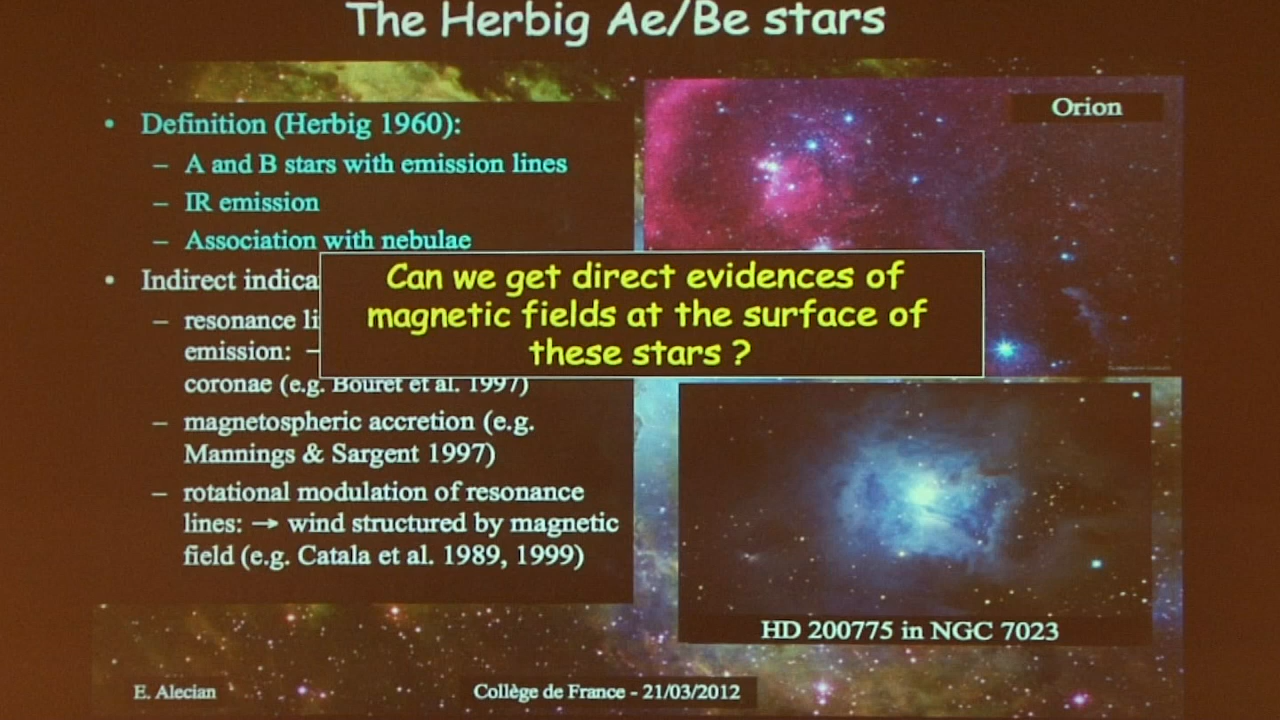 The Herbig Ae/Be stars
• Definition (Herbig 1960):
– A and B stars with emission lines
– IR emission
– Association with nebulae
• Indirect
– resonance
emission: –
coronae (e.g. Bouret et al. 1997)
– magnetospheric accretion (e.g.
Mannings & Sargent 1997)
– rotational modulation of resonance
lines: → wind structured by magnetic
field (e.g. Catala et al. 1989, 1999)
Can we get direct evidences of
magnetic fields at the surface of
these stars ?
Orion
HD 200775 in NGC 7023
E. Alecian
Collège de France - 21/03/2012